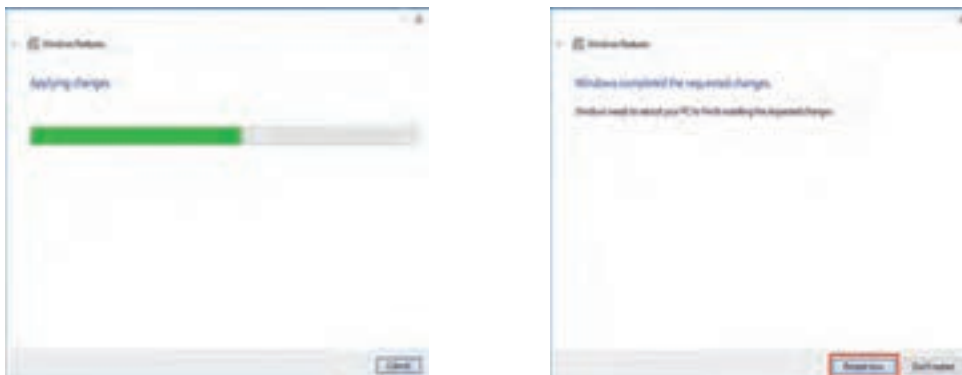 Windows Features
Applying changes
Cancel
Windows Features
Windows completed the requested changes.
Windows needs to reboot your PC to finish installing the requested changes.
Restart now
Don't restart